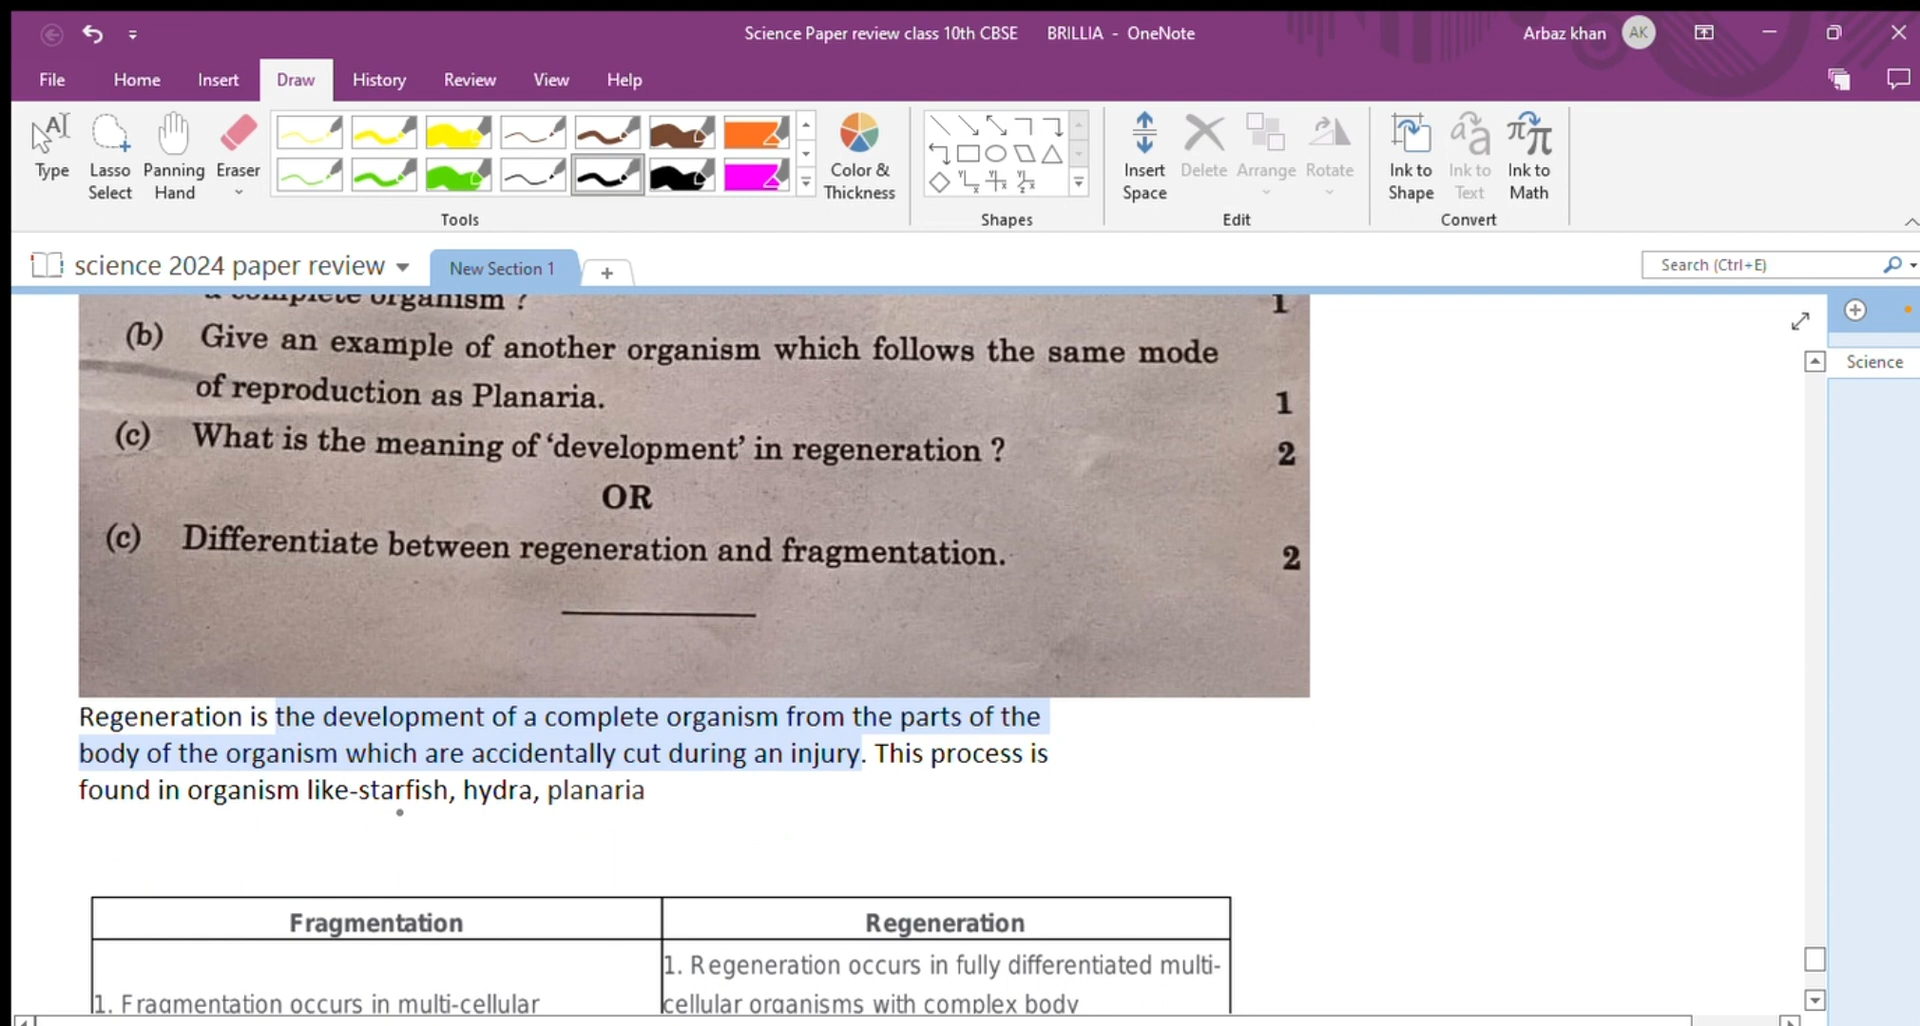 Science Paper review class 10th CBSE BRILLIA - OneNote
Arbaz khan AK
File Home Insert Draw History Review View Help
Type
Lasso Select
Panning Hand
Eraser
Color & Thickness
Insert Space
Delete
Arrange
Rotate
Ink to Shape
Ink to Text
Ink to Math
Tools
Shapes
Edit
Convert
science 2024 paper review
New Section 1
Search (Ctrl+E)
Science
a complete organism ? 1
(b) Give an example of another organism which follows the same mode
of reproduction as Planaria. 1
(c) What is the meaning of ‘development’ in regeneration ? 2
OR
(c) Differentiate between regeneration and fragmentation. 2
Regeneration is the development of a complete organism from the parts of the
body of the organism which are accidentally cut during an injury. This process is
found in organism like-starfish, hydra, planaria
Fragmentation
Regeneration
1. Fragmentation occurs in multi-cellular
1. Regeneration occurs in fully differentiated multi-
cellular organisms with complex body